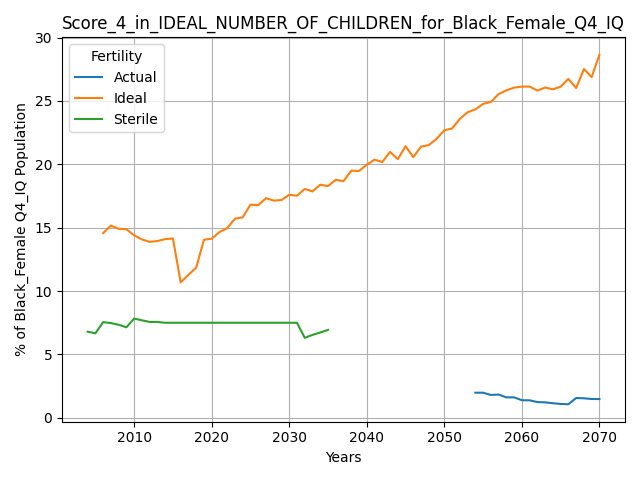 Score_4_in_IDEAL_NUMBER_OF_CHILDREN_for_Black_Female_Q4_IQ
Fertility
Actual
Ideal
Sterile
% of Black_Female Q4_IQ Population
30
25
20
15
10
5
0
2010 2020 2030 2040 2050 2060 2070
Years